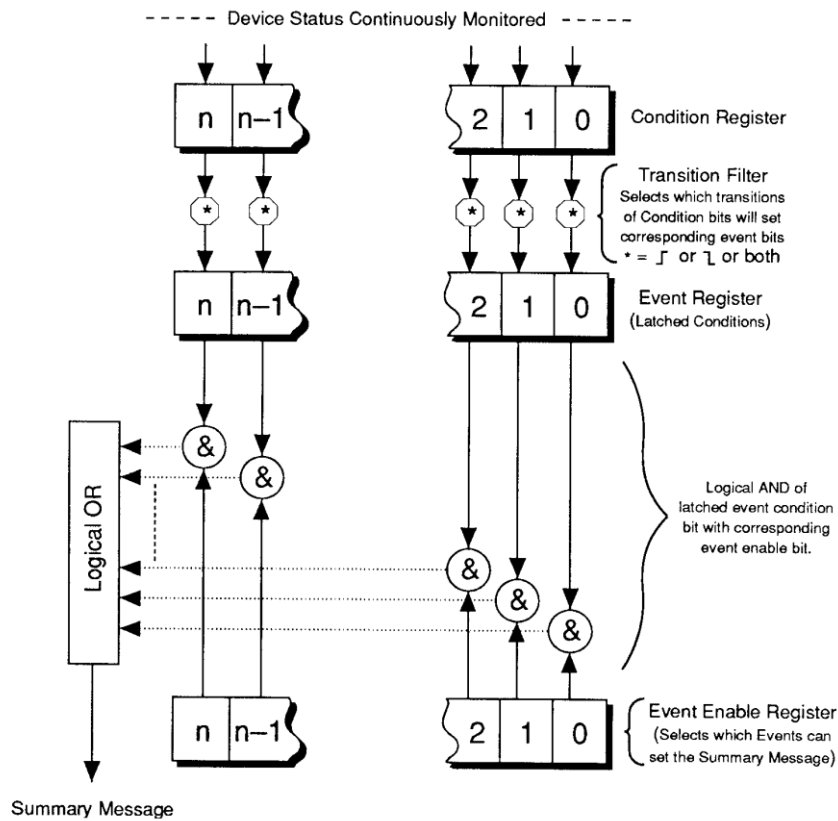 Device Status Continuously Monitored
n n–1 2 1 0
Condition Register
Transition Filter
Selects which transitions
of Condition bits will set
corresponding event bits
* * * * *
* = ʃ or ʅ or both
n n–1 2 1 0
Event Register
(Latched Conditions)
&
&
Logical OR
Logical AND of
latched event condition
bit with corresponding
event enable bit.
&
&
&
n n–1 2 1 0
Event Enable Register
(Selects which Events can
set the Summary Message)
Summary Message